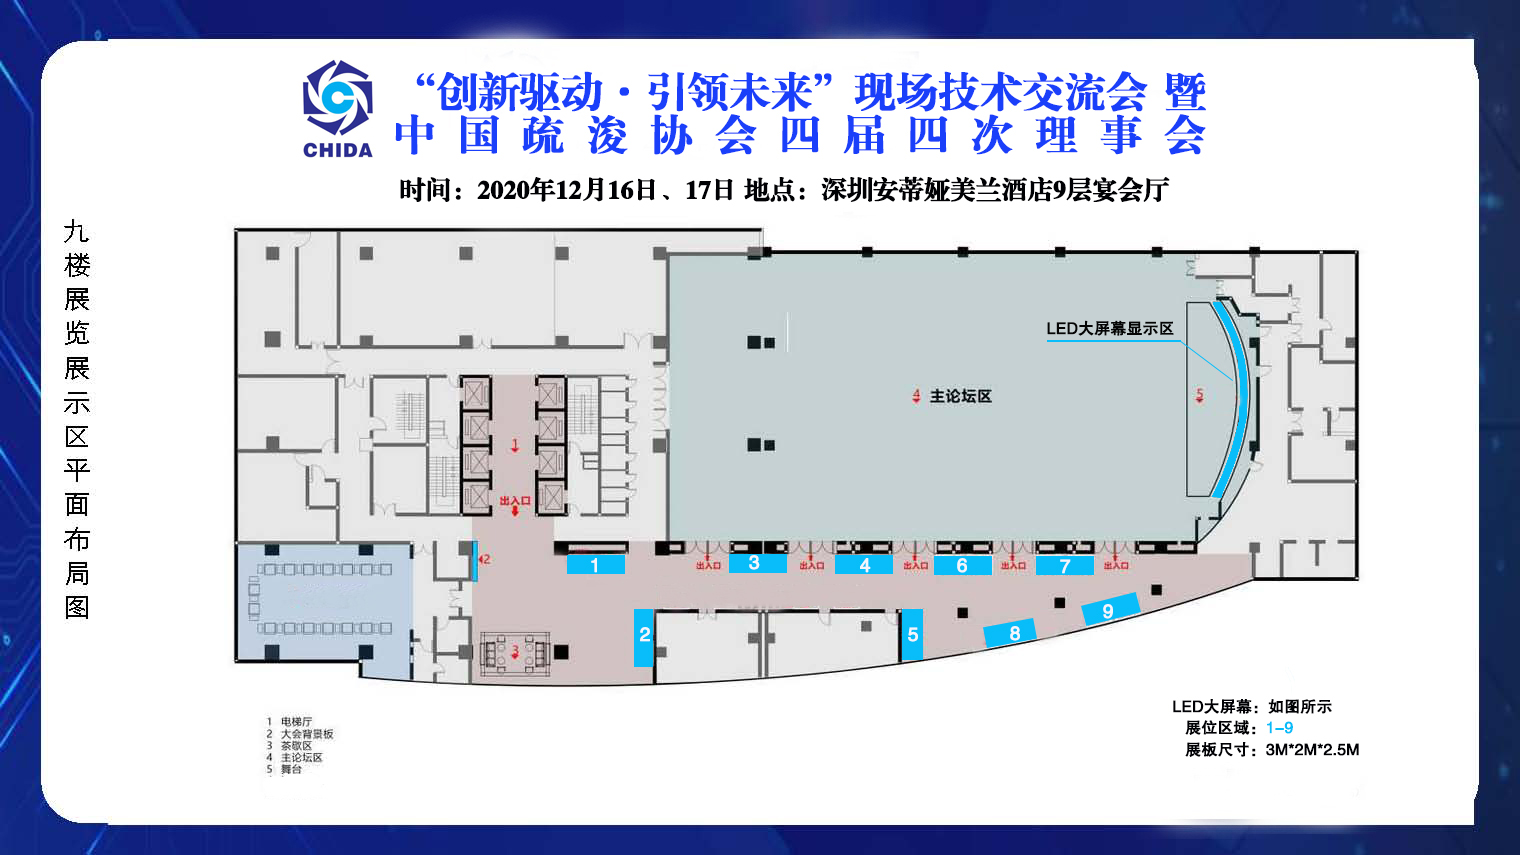 “创新驱动·引领未来”现场技术交流会 暨
中国疏浚协会四届四次理事会
CHIDA
时间：2020年12月16日、17日 地点：深圳安蒂娅美兰酒店9层宴会厅
九楼展览展示区平面布局图
LED大屏幕显示区
4 主论坛区
5
1
出入口
2
3
1
出入口
3
出入口
4
出入口
6
出入口
7
出入口
2
5
8
9
1 电梯厅
2 大会背景板
3 茶歇区
4 主论坛区
5 舞台
LED大屏幕：如图所示
展位区域：1-9
展板尺寸：3M*2M*2.5M